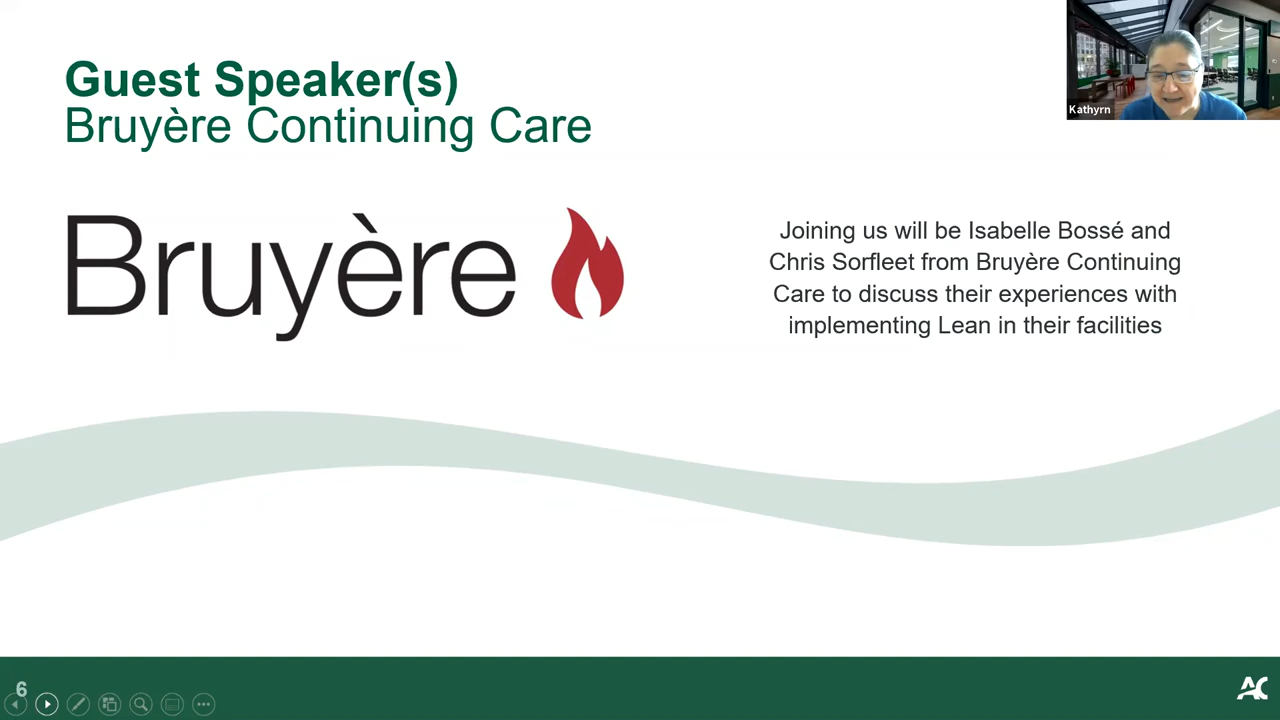 Guest Speaker(s)
Bruyère Continuing Care
Kathyrn
Bruyère
Joining us will be Isabelle Bossé and
Chris Sorfleet from Bruyère Continuing
Care to discuss their experiences with
implementing Lean in their facilities
6
AC